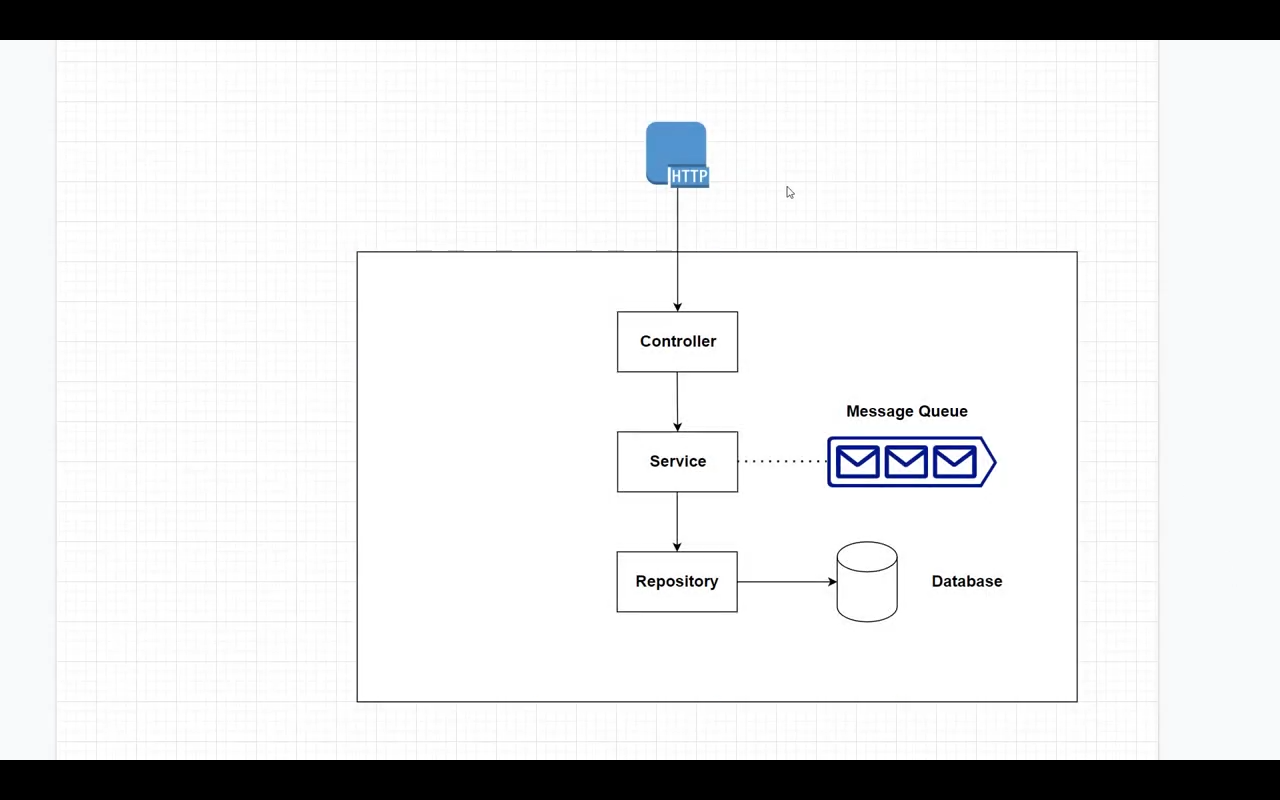 HTTP
Controller
Message Queue
Service
Repository
Database